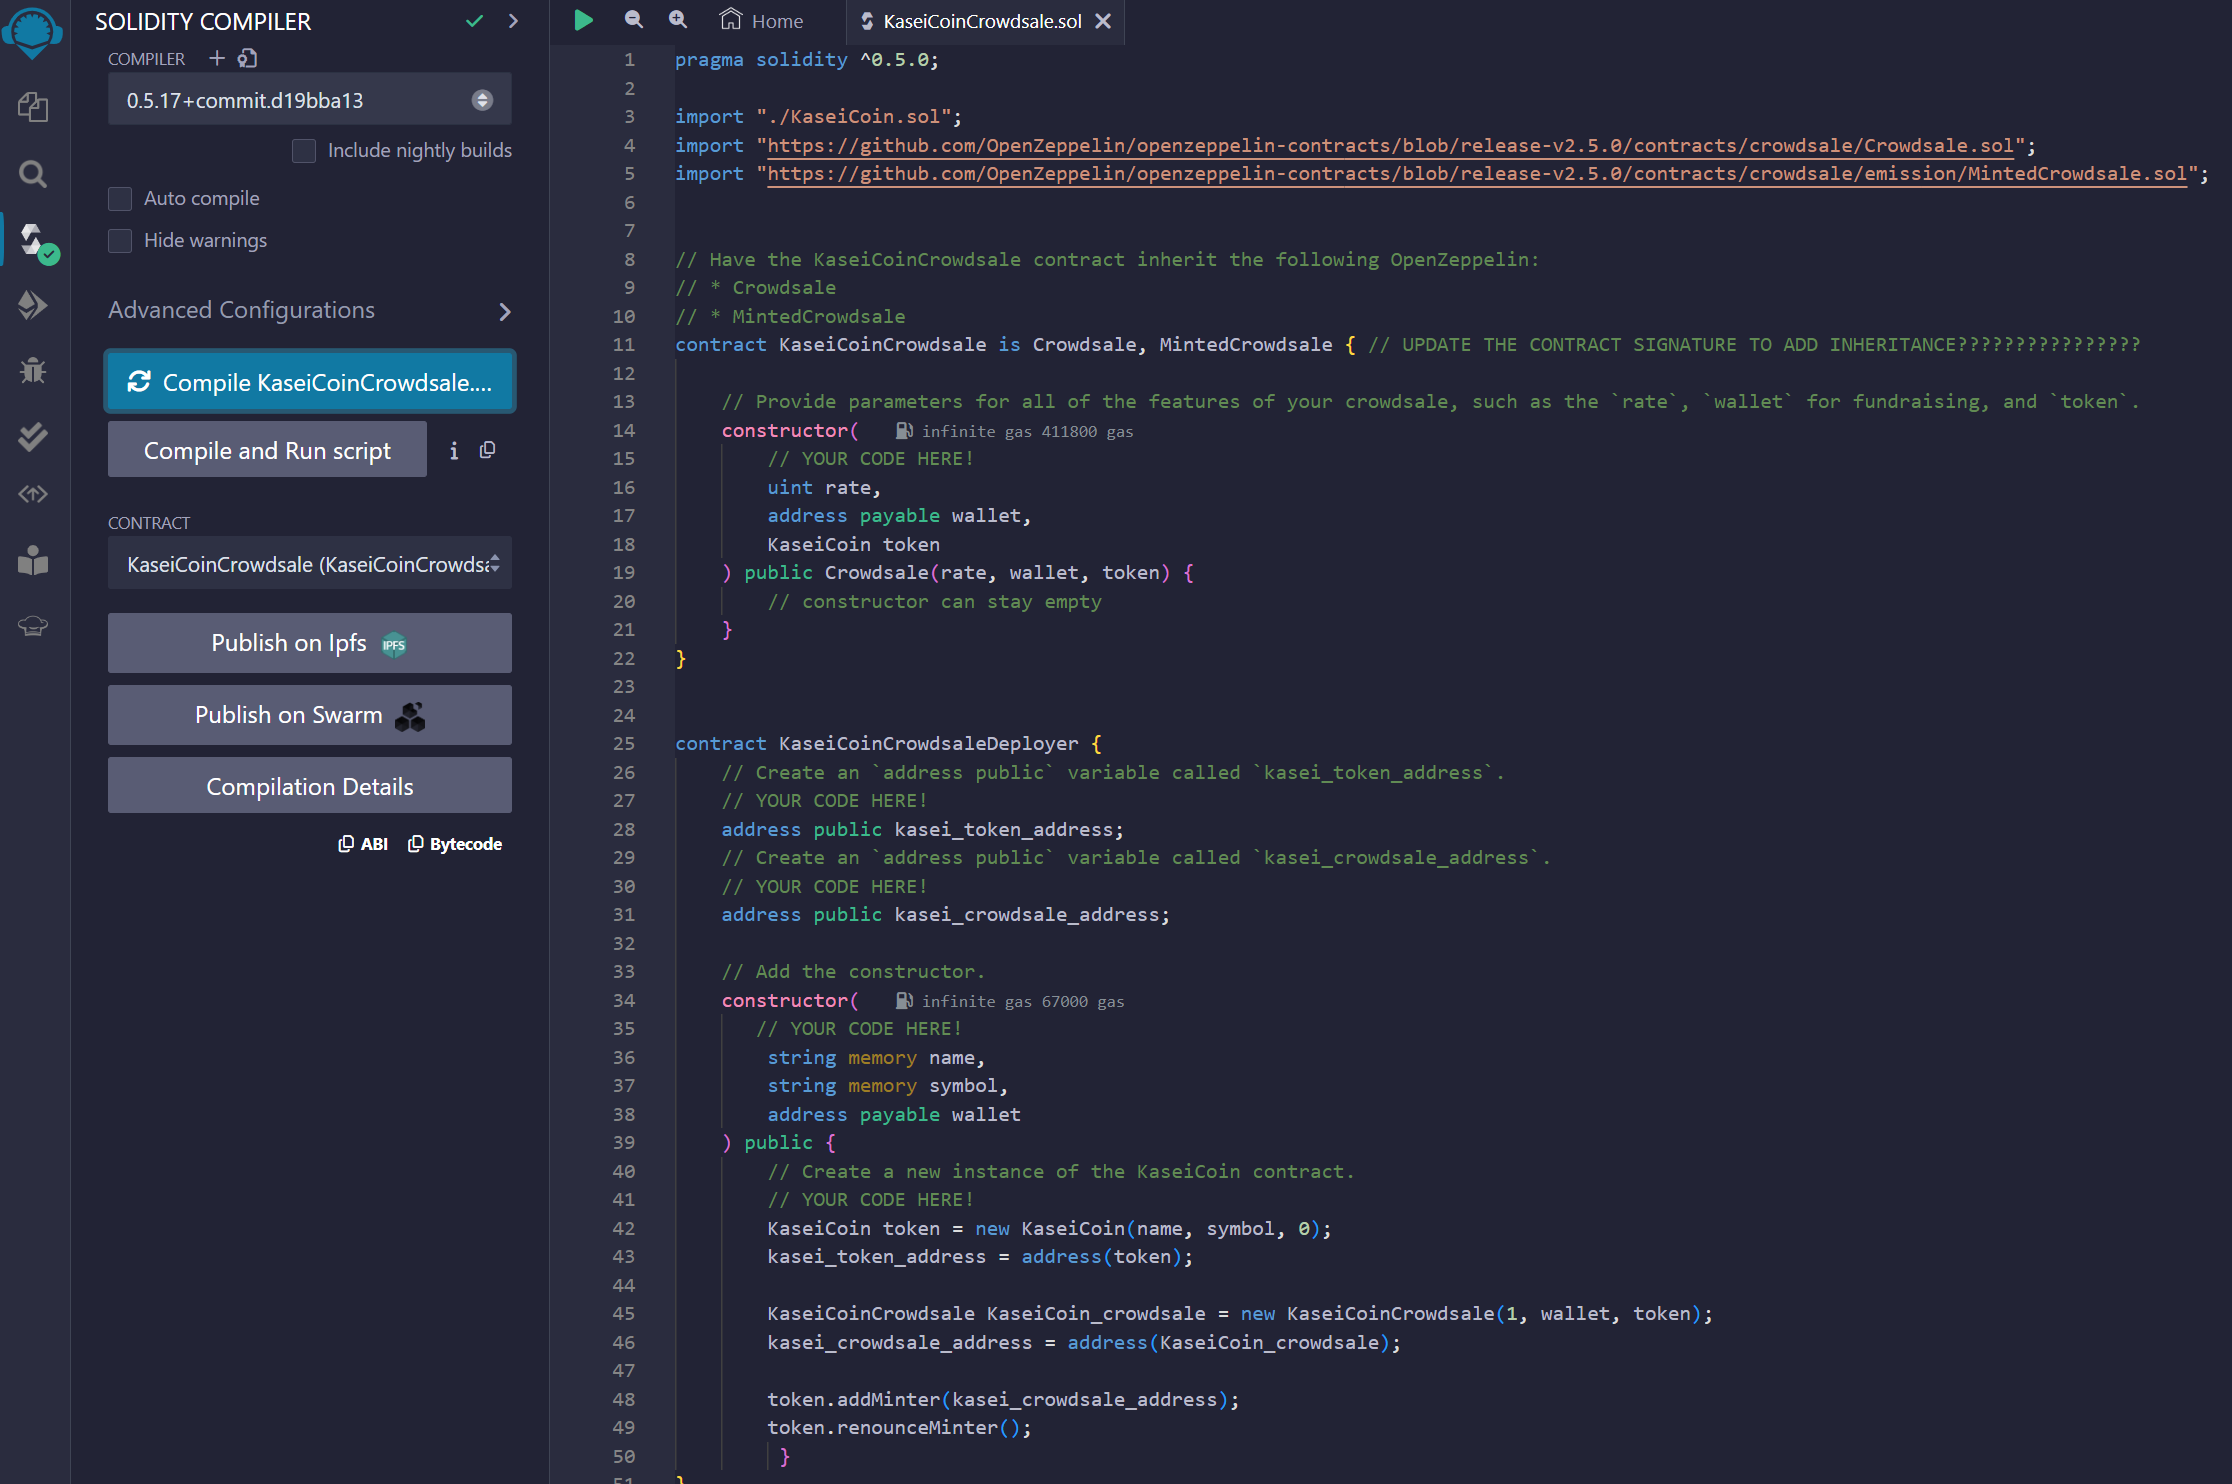 SOLIDITY COMPILER
COMPILER
0.5.17+commit.d19bba13
Include nightly builds
Auto compile
Hide warnings
Advanced Configurations
Compile KaseiCoinCrowdsale....
Compile and Run script
i
CONTRACT
KaseiCoinCrowdsale (KaseiCoinCrowdsa
Publish on Ipfs IPFS
Publish on Swarm
Compilation Details
ABI Bytecode
Home KaseiCoinCrowdsale.sol
1 pragma solidity ^0.5.0;
2
3 import "./KaseiCoin.sol";
4 import "https://github.com/OpenZeppelin/openzeppelin-contracts/blob/release-v2.5.0/contracts/crowdsale/Crowdsale.sol";
5 import "https://github.com/OpenZeppelin/openzeppelin-contracts/blob/release-v2.5.0/contracts/crowdsale/emission/MintedCrowdsale.sol";
6
7
8 // Have the KaseiCoinCrowdsale contract inherit the following OpenZeppelin:
9 // * Crowdsale
10 // * MintedCrowdsale
11 contract KaseiCoinCrowdsale is Crowdsale, MintedCrowdsale { // UPDATE THE CONTRACT SIGNATURE TO ADD INHERITANCE????????????????
12
13 // Provide parameters for all of the features of your crowdsale, such as the `rate`, `wallet` for fundraising, and `token`.
14 constructor( infinite gas 411800 gas
15 // YOUR CODE HERE!
16 uint rate,
17 address payable wallet,
18 KaseiCoin token
19 ) public Crowdsale(rate, wallet, token) {
20 // constructor can stay empty
21 }
22 }
23
24
25 contract KaseiCoinCrowdsaleDeployer {
26 // Create an `address public` variable called `kasei_token_address`.
27 // YOUR CODE HERE!
28 address public kasei_token_address;
29 // Create an `address public` variable called `kasei_crowdsale_address`.
30 // YOUR CODE HERE!
31 address public kasei_crowdsale_address;
32
33 // Add the constructor.
34 constructor( infinite gas 67000 gas
35 // YOUR CODE HERE!
36 string memory name,
37 string memory symbol,
38 address payable wallet
39 ) public {
40 // Create a new instance of the KaseiCoin contract.
41 // YOUR CODE HERE!
42 KaseiCoin token = new KaseiCoin(name, symbol, 0);
43 kasei_token_address = address(token);
44
45 KaseiCoinCrowdsale KaseiCoin_crowdsale = new KaseiCoinCrowdsale(1, wallet, token);
46 kasei_crowdsale_address = address(KaseiCoin_crowdsale);
47
48 token.addMinter(kasei_crowdsale_address);
49 token.renounceMinter();
50 }
51 }